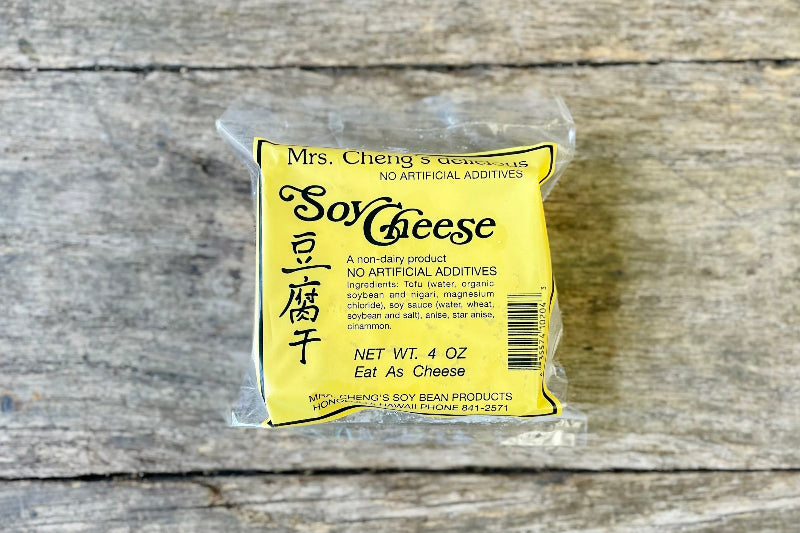 Mrs. Cheng's delicious
NO ARTIFICIAL ADDITIVES
Soy Cheese
豆腐干
A non-dairy product
NO ARTIFICIAL ADDITIVES
Ingredients: Tofu (water, organic
soybean and nigari, magnesium
chloride), soy sauce (water, wheat,
soybean and salt), anise, star anise,
cinammon.
NET WT. 4 OZ
Eat As Cheese
MRS. CHENG'S SOY BEAN PRODUCTS
HONOLULU, HAWAII PHONE 841-2571